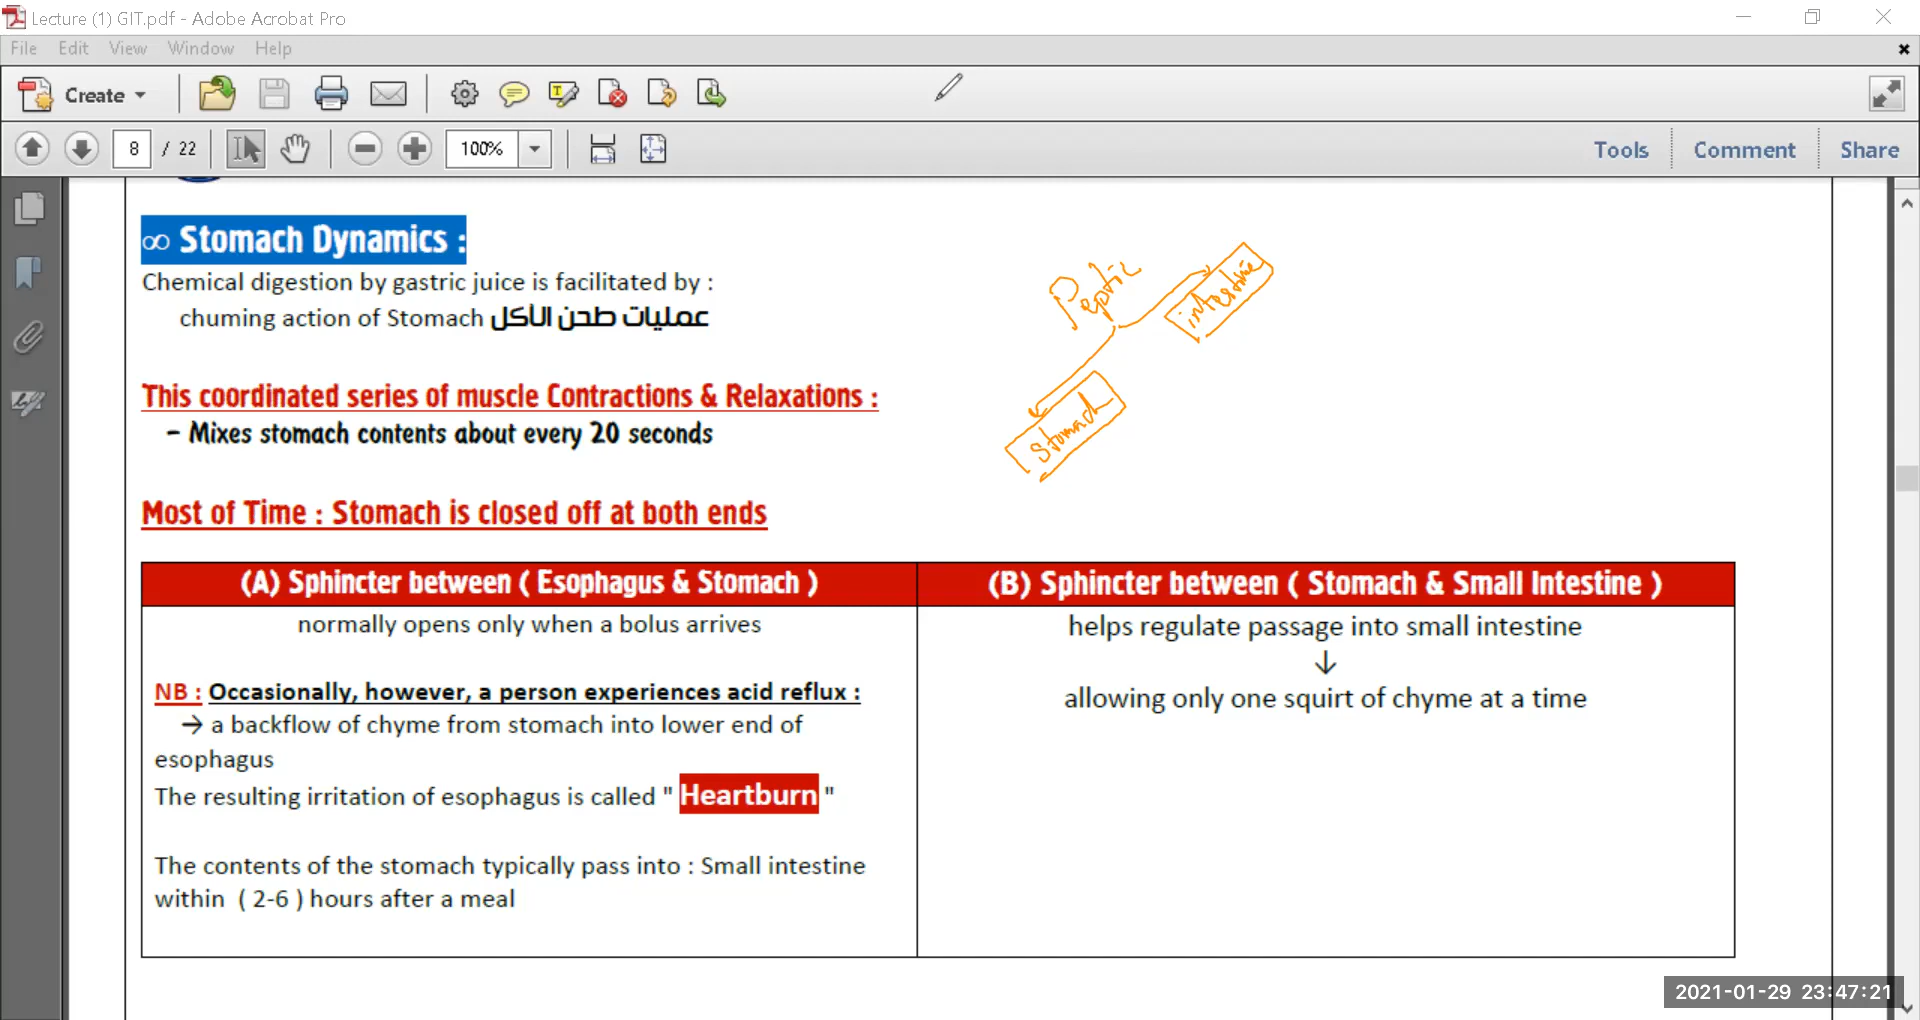 Lecture (1) GIT.pdf - Adobe Acrobat Pro
File Edit View Window Help
Create
8 / 22 100% Tools Comment Share
∞ Stomach Dynamics :
Chemical digestion by gastric juice is facilitated by :
chuming action of Stomach عمليات طحن الأكل
Peptic
intestine
stomach
This coordinated series of muscle Contractions & Relaxations :
- Mixes stomach contents about every 20 seconds
Most of Time : Stomach is closed off at both ends
(A) Sphincter between ( Esophagus & Stomach )
normally opens only when a bolus arrives
NB : Occasionally, however, a person experiences acid reflux :
→ a backflow of chyme from stomach into lower end of
esophagus
The resulting irritation of esophagus is called " Heartburn "
The contents of the stomach typically pass into : Small intestine
within ( 2-6 ) hours after a meal
(B) Sphincter between ( Stomach & Small Intestine )
helps regulate passage into small intestine
↓
allowing only one squirt of chyme at a time
2021-01-29 23:47:21